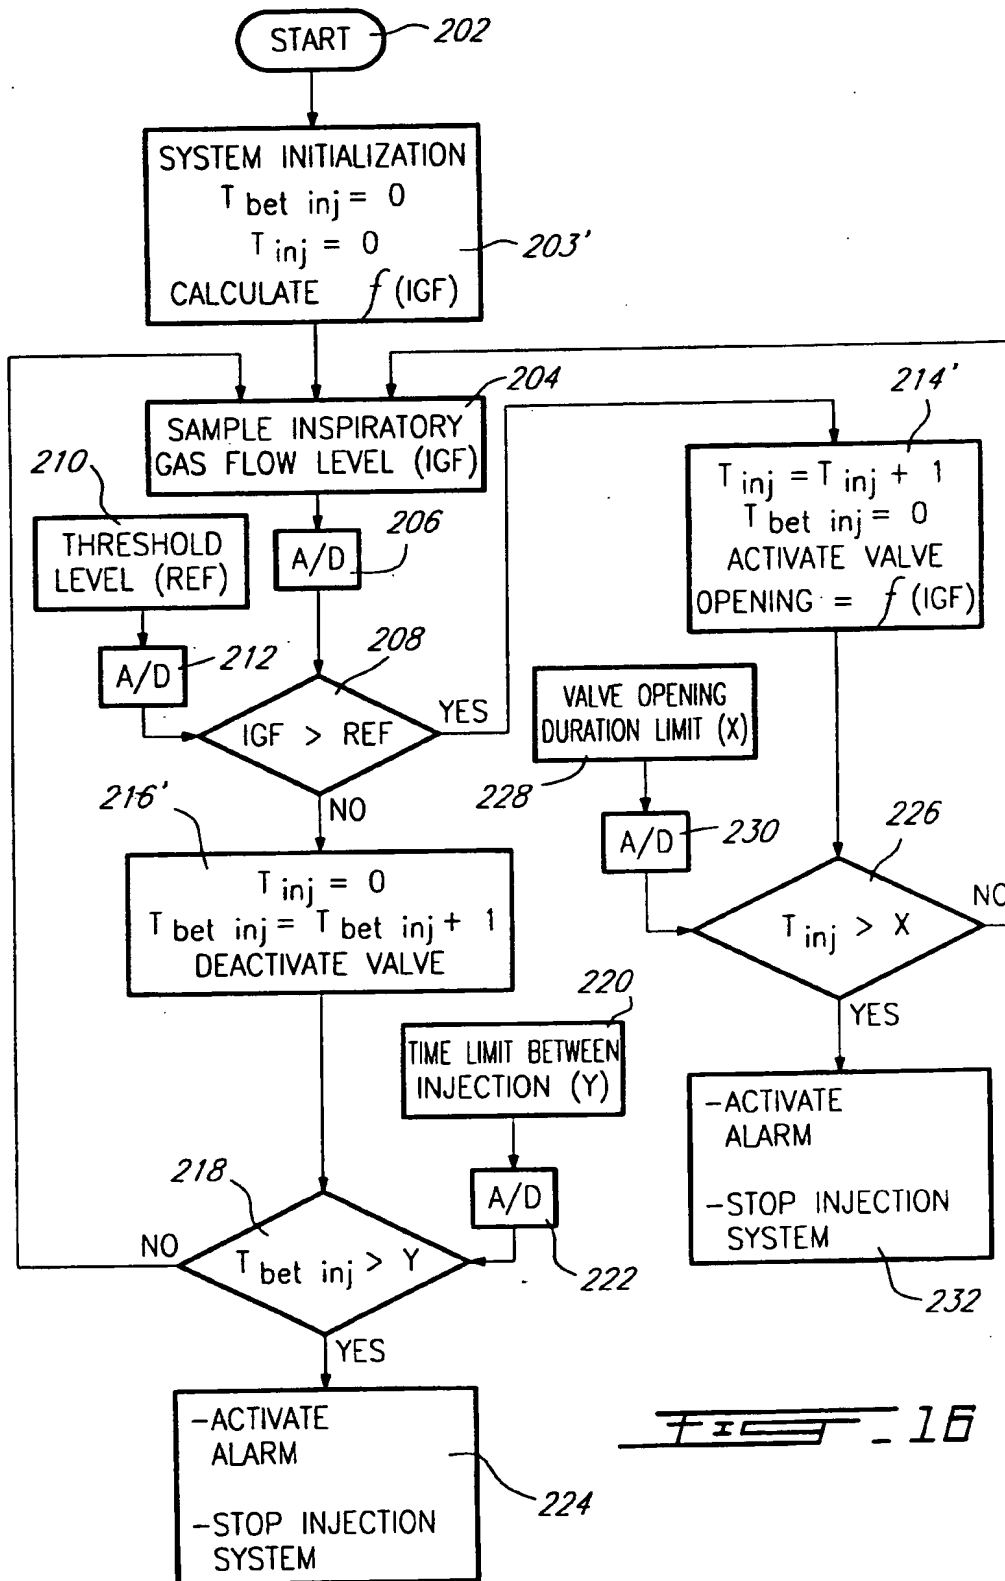 START
202
SYSTEM INITIALIZATION
T bet inj = 0
T inj = 0
CALCULATE f (IGF)
203'
204
SAMPLE INSPIRATORY
GAS FLOW LEVEL (IGF)
206
A/D
210
THRESHOLD
LEVEL (REF)
A/D
212
208
IGF > REF
YES
NO
214'
T inj = T inj + 1
T bet inj = 0
ACTIVATE VALVE
OPENING = f (IGF)
VALVE OPENING
DURATION LIMIT (X)
228
A/D
230
226
T inj > X
NO
YES
-ACTIVATE
ALARM
-STOP INJECTION
SYSTEM
232
216'
T inj = 0
T bet inj = T bet inj + 1
DEACTIVATE VALVE
220
TIME LIMIT BETWEEN
INJECTION (Y)
A/D
222
218
T bet inj > Y
NO
YES
-ACTIVATE
ALARM
-STOP INJECTION
SYSTEM
224
FIG_16